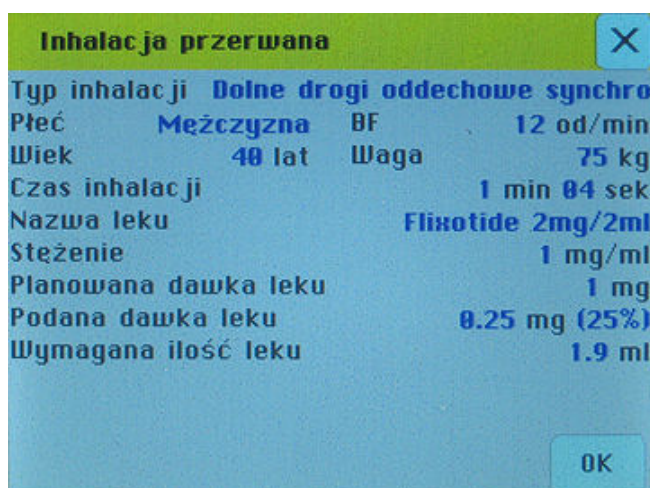 Inhalacja przerwana
Typ inhalacji Dolne drogi oddechowe synchro
Płeć Mężczyzna BF 12 od/min
Wiek 40 lat Waga 75 kg
Czas inhalacji 1 min 04 sek
Nazwa leku Flixotide 2mg/2ml
Stężenie 1 mg/ml
Planowana dawka leku 1 mg
Podana dawka leku 0.25 mg (25%)
Wymagana ilość leku 1.9 ml
OK